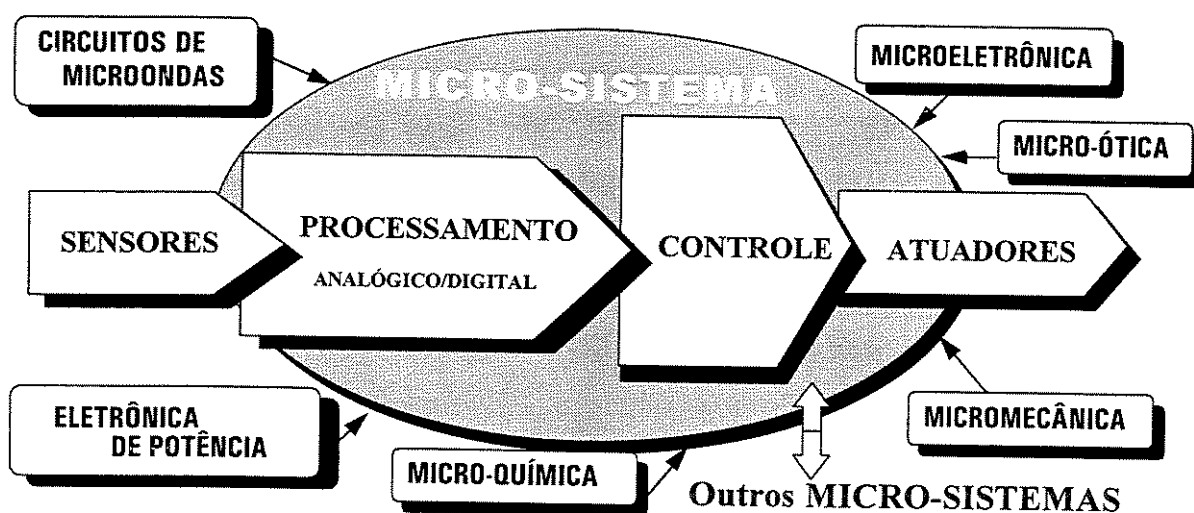 CIRCUITOS DE
MICROONDAS
MICRO-SISTEMA
MICROELETRÔNICA
MICRO-ÓTICA
SENSORES
PROCESSAMENTO
ANALÓGICO/DIGITAL
CONTROLE
ATUADORES
ELETRÔNICA
DE POTÊNCIA
MICRO-QUÍMICA
MICROMECÂNICA
Outros MICRO-SISTEMAS